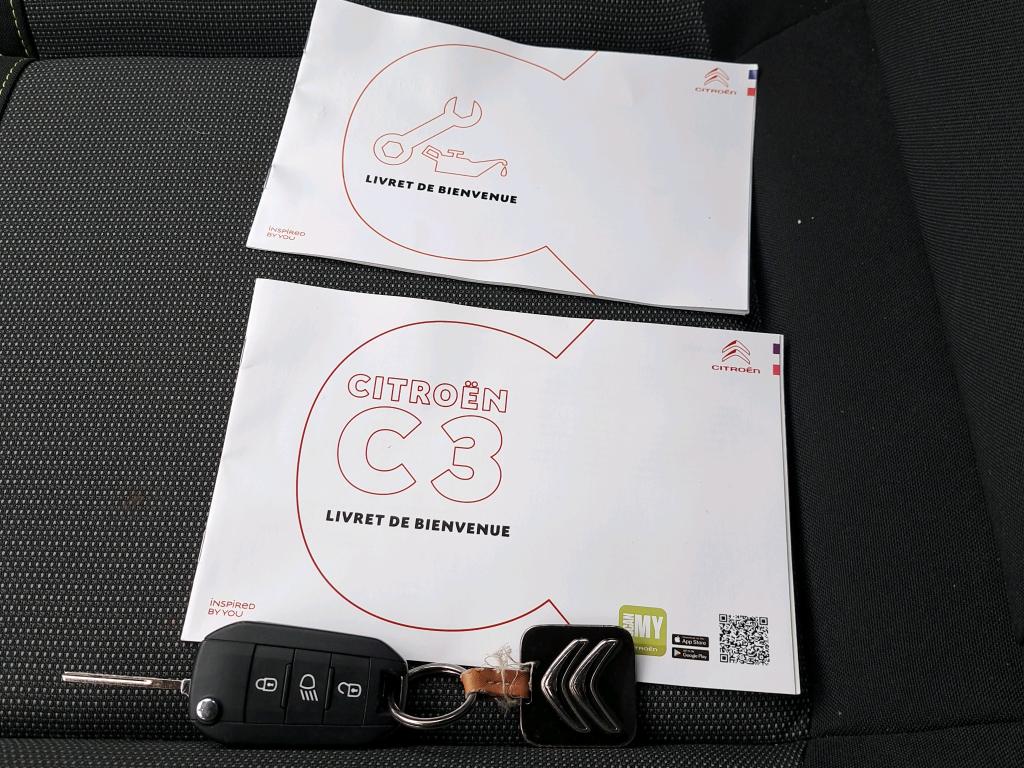 CITROËN
LIVRET DE BIENVENUE
INSPIRED
BY YOU
CITROËN
CITROËN
C3
LIVRET DE BIENVENUE
INSPIRED
BY YOU
SCAN
MY
CITROËN
App Store
Google Play